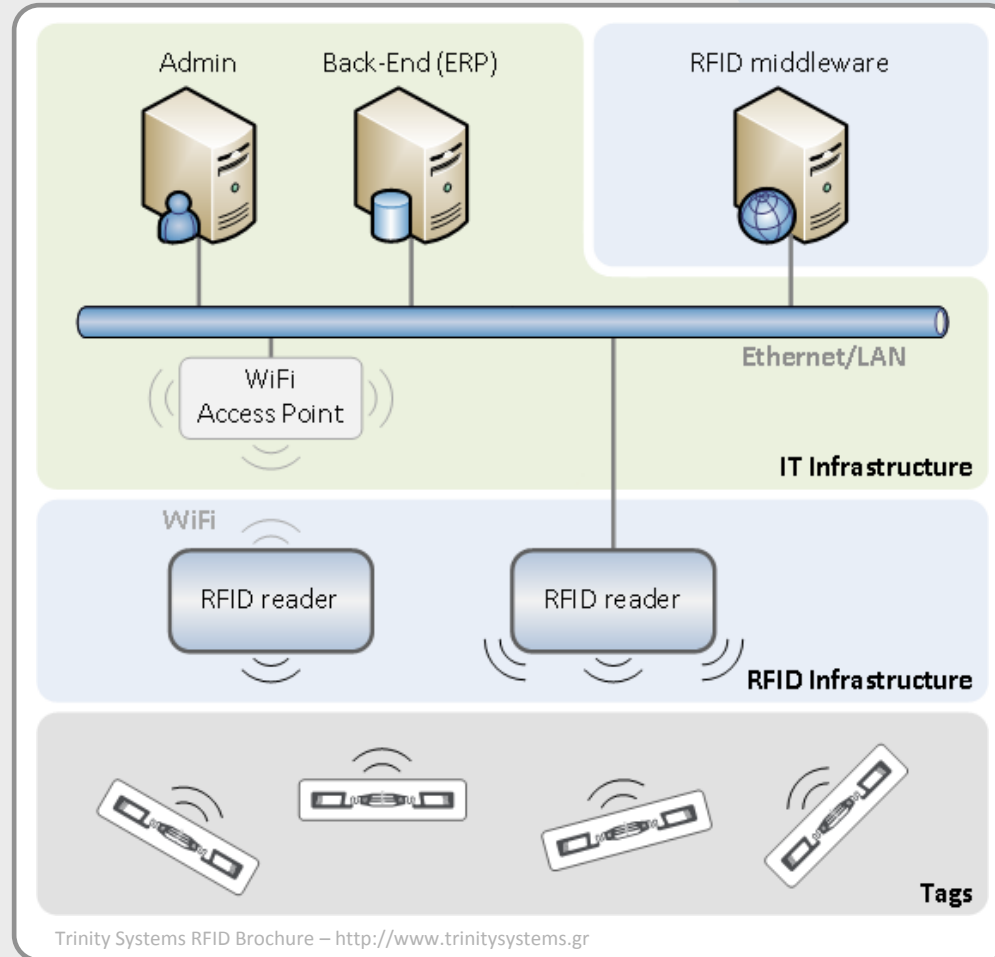 Admin
Back-End (ERP)
RFID middleware
Ethernet/LAN
WiFi
Access Point
IT Infrastructure
WiFi
RFID reader
RFID reader
RFID Infrastructure
Tags
Trinity Systems RFID Brochure – http://www.trinitysystems.gr